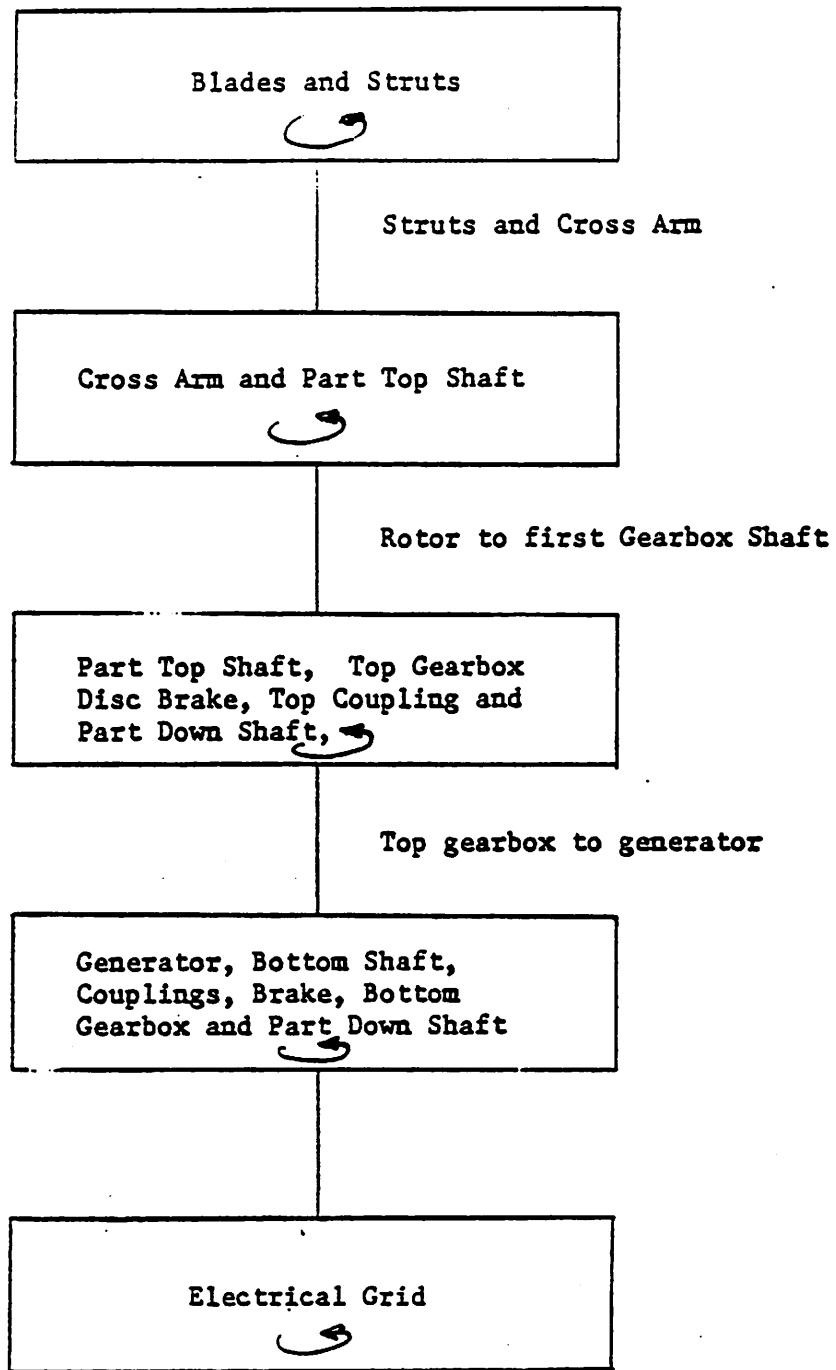 Blades and Struts
Struts and Cross Arm
Cross Arm and Part Top Shaft
Rotor to first Gearbox Shaft
Part Top Shaft, Top Gearbox
Disc Brake, Top Coupling and
Part Down Shaft,
Top gearbox to generator
Generator, Bottom Shaft,
Couplings, Brake, Bottom
Gearbox and Part Down Shaft
Electrical Grid